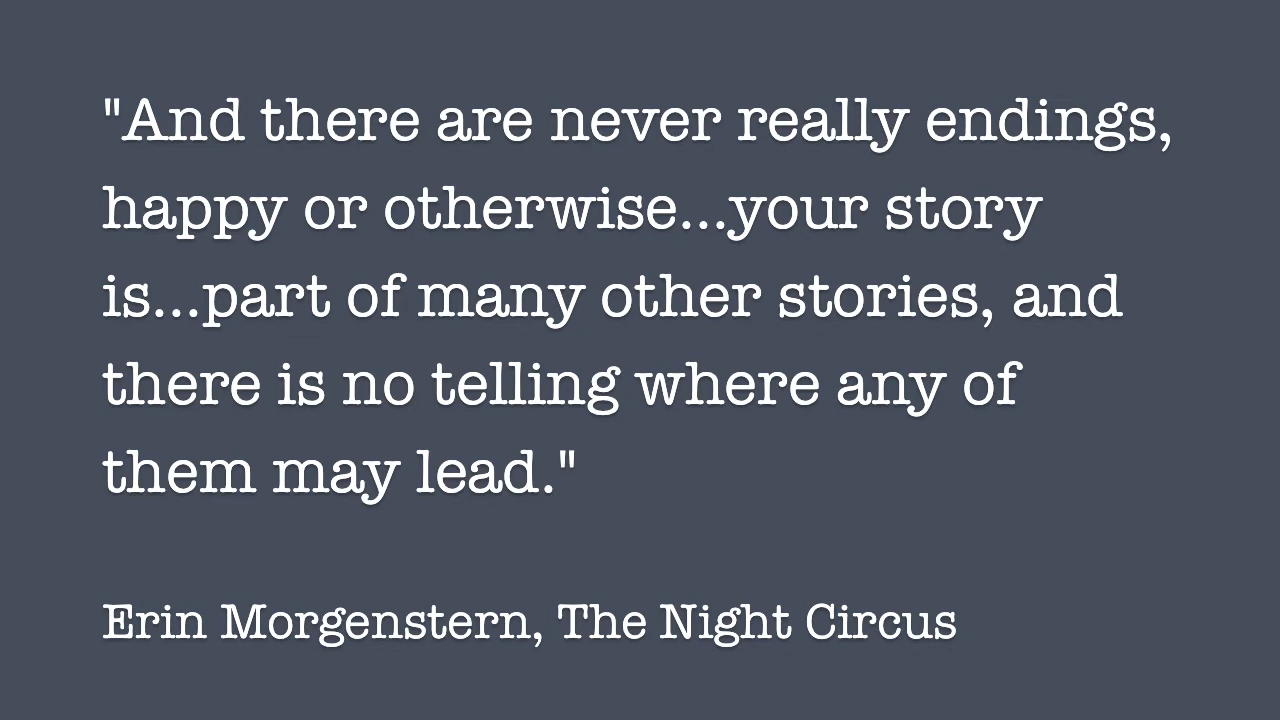 "And there are never really endings,
happy or otherwise...your story
is...part of many other stories, and
there is no telling where any of
them may lead."
Erin Morgenstern, The Night Circus